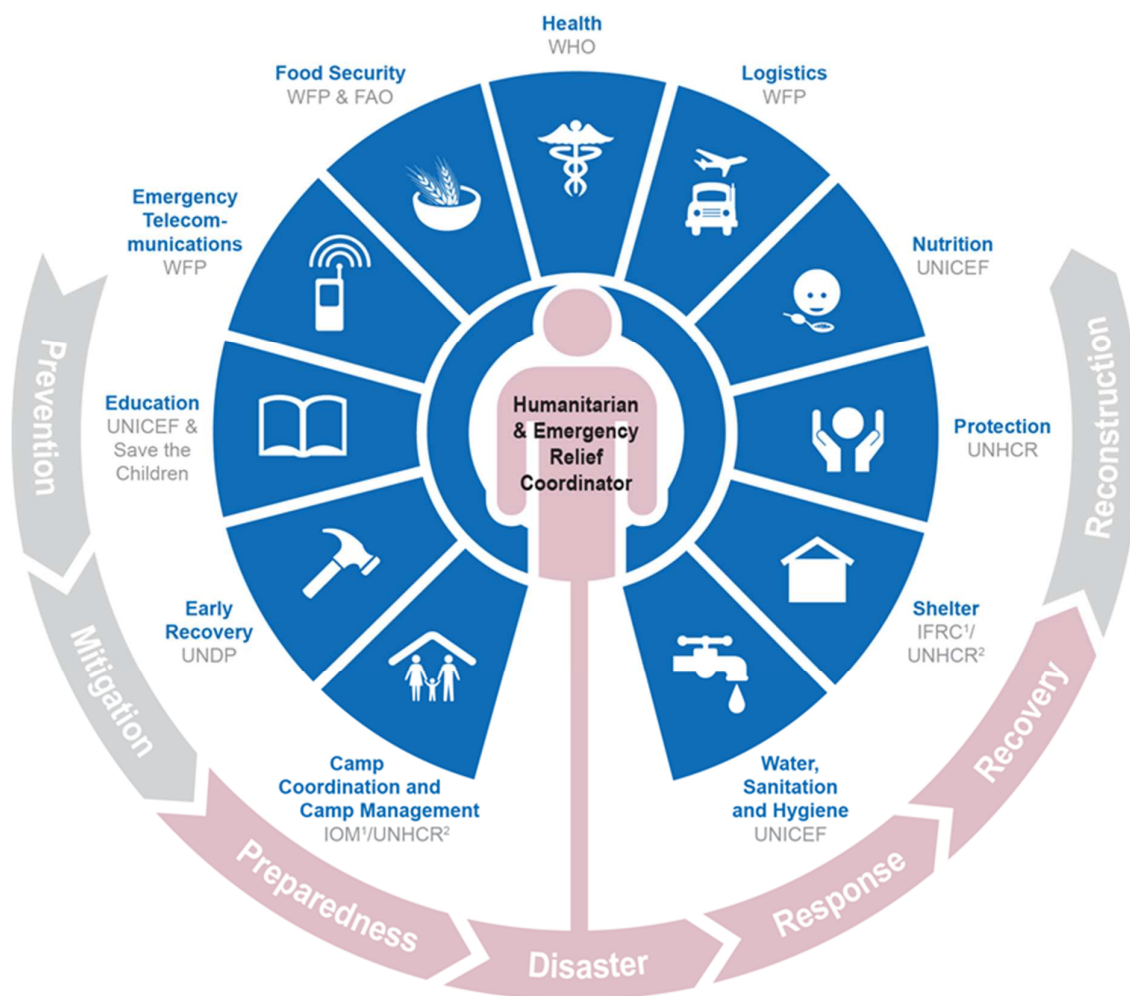 Health
WHO
Food Security
WFP & FAO
Logistics
WFP
Emergency
Telecom-
munications
WFP
Nutrition
UNICEF
Education
UNICEF &
Save the
Children
Humanitarian
& Emergency
Relief
Coordinator
Protection
UNHCR
Early
Recovery
UNDP
Shelter
IFRC¹/
UNHCR²
Camp
Coordination and
Camp Management
IOM¹/UNHCR²
Water,
Sanitation
and Hygiene
UNICEF
Prevention
Mitigation
Preparedness
Disaster
Response
Recovery
Reconstruction